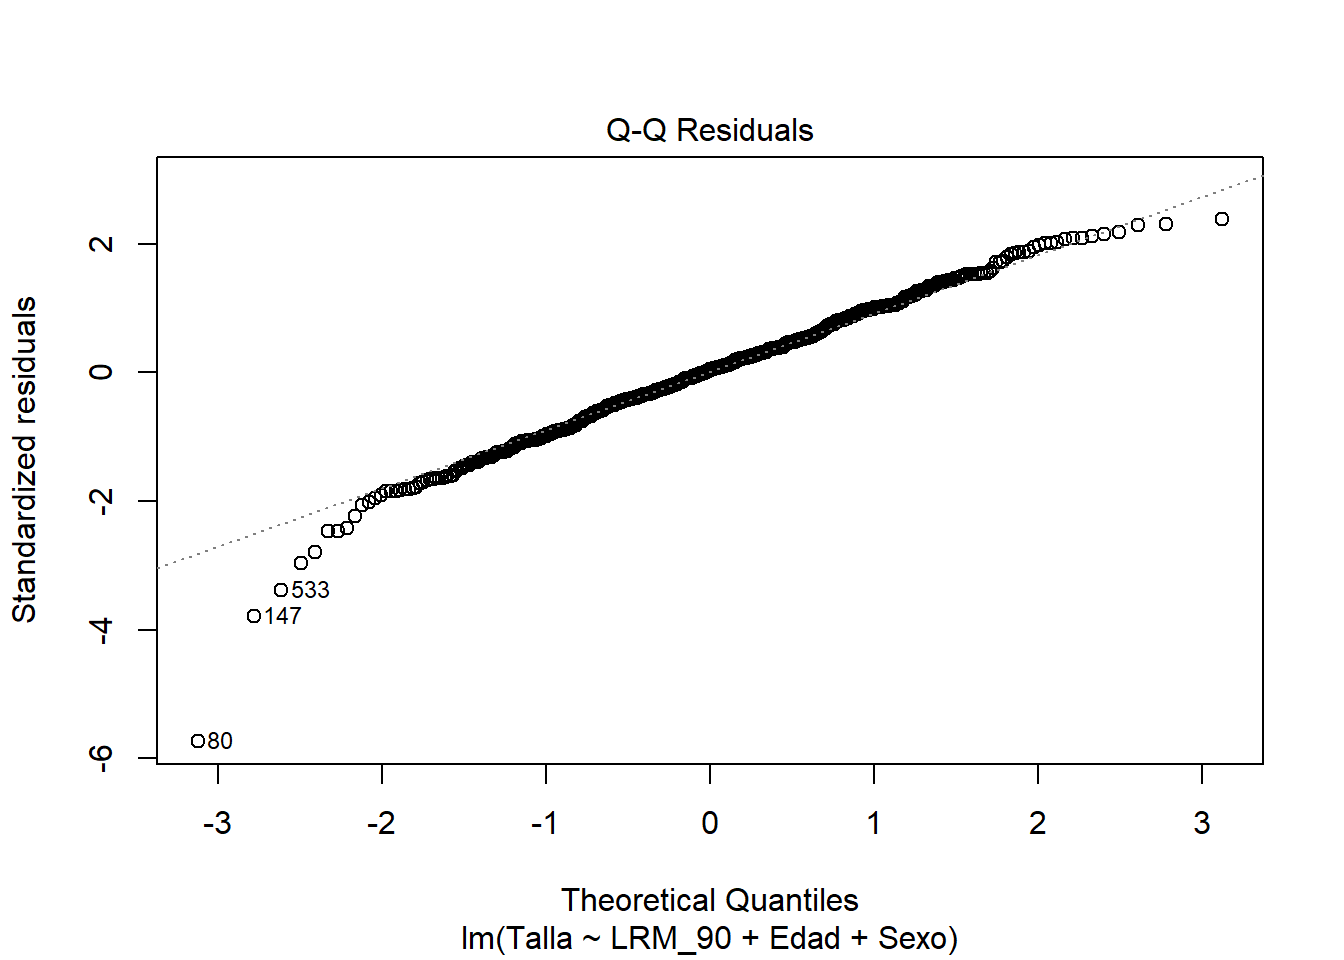 Q-Q Residuals
Standardized residuals
2
0
-2
-4
-6
533
147
80
-3 -2 -1 0 1 2 3
Theoretical Quantiles
lm(Talla ~ LRM_90 + Edad + Sexo)